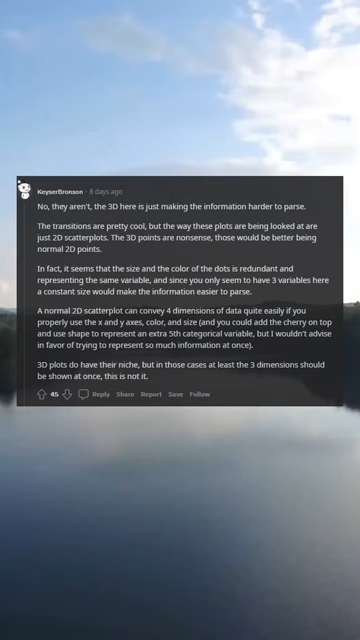 KeyserBronson · 8 days ago
No, they aren't, the 3D here is just making the information harder to parse.
The transitions are pretty cool, but the way these plots are being looked at are
just 2D scatterplots. The 3D points are nonsense, those would be better being
normal 2D points.
In fact, it seems that the size and the color of the dots is redundant and
representing the same variable, and since you only seem to have 3 variables here
a constant size would make the information easier to parse.
A normal 2D scatterplot can convey 4 dimensions of data quite easily if you
properly use the x and y axes, color, and size (and you could add the cherry on top
and use shape to represent an extra 5th categorical variable, but I wouldn't advise
in favor of trying to represent so much information at once).
3D plots do have their niche, but in those cases at least the 3 dimensions should
be shown at once, this is not it.
45 Reply Share Report Save Follow